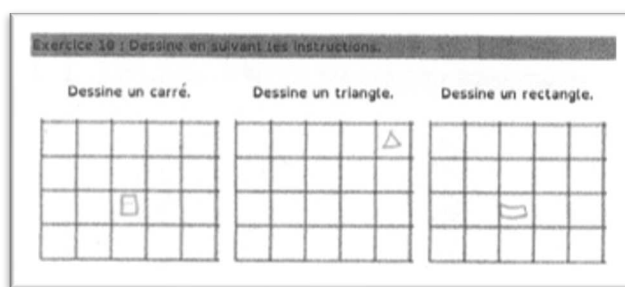 Exercice 10 : Dessine en suivant les instructions.
Dessine un carré.
Dessine un triangle.
Dessine un rectangle.